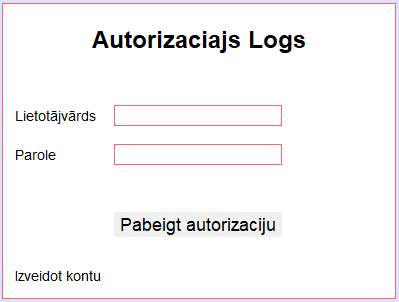 Autorizaciajs Logs
Lietotājvārds
Parole
Pabeigt autorizaciju
Izveidot kontu